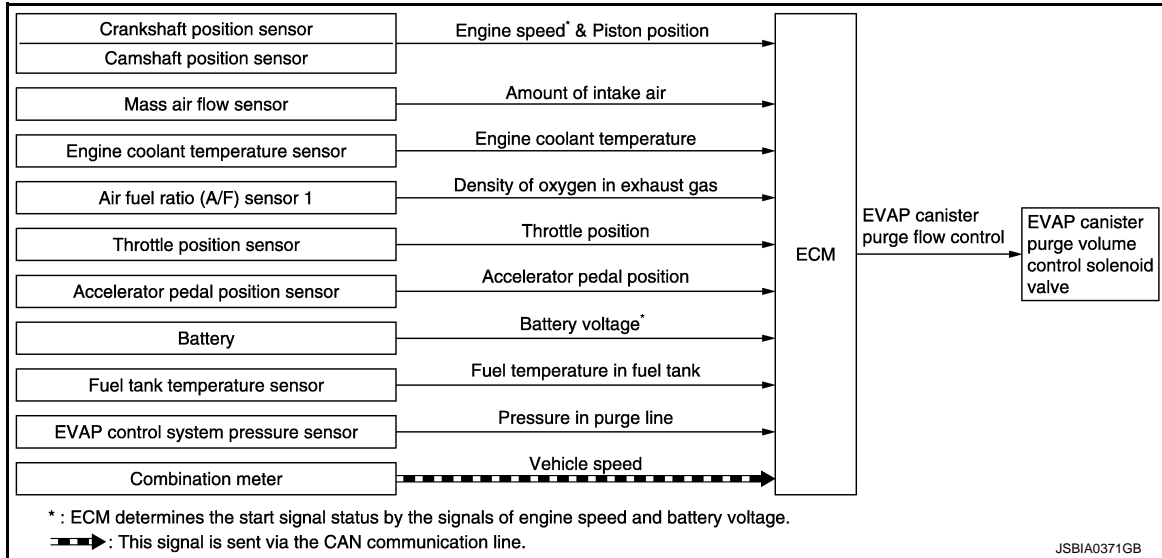 Crankshaft position sensor
Camshaft position sensor
Engine speed* & Piston position
Mass air flow sensor
Amount of intake air
Engine coolant temperature sensor
Engine coolant temperature
Air fuel ratio (A/F) sensor 1
Density of oxygen in exhaust gas
Throttle position sensor
Throttle position
Accelerator pedal position sensor
Accelerator pedal position
Battery
Battery voltage*
Fuel tank temperature sensor
Fuel temperature in fuel tank
EVAP control system pressure sensor
Pressure in purge line
Combination meter
Vehicle speed
ECM
EVAP canister
purge flow control
EVAP canister
purge volume
control solenoid
valve
* : ECM determines the start signal status by the signals of engine speed and battery voltage.
: This signal is sent via the CAN communication line.
JSBIA0371GB